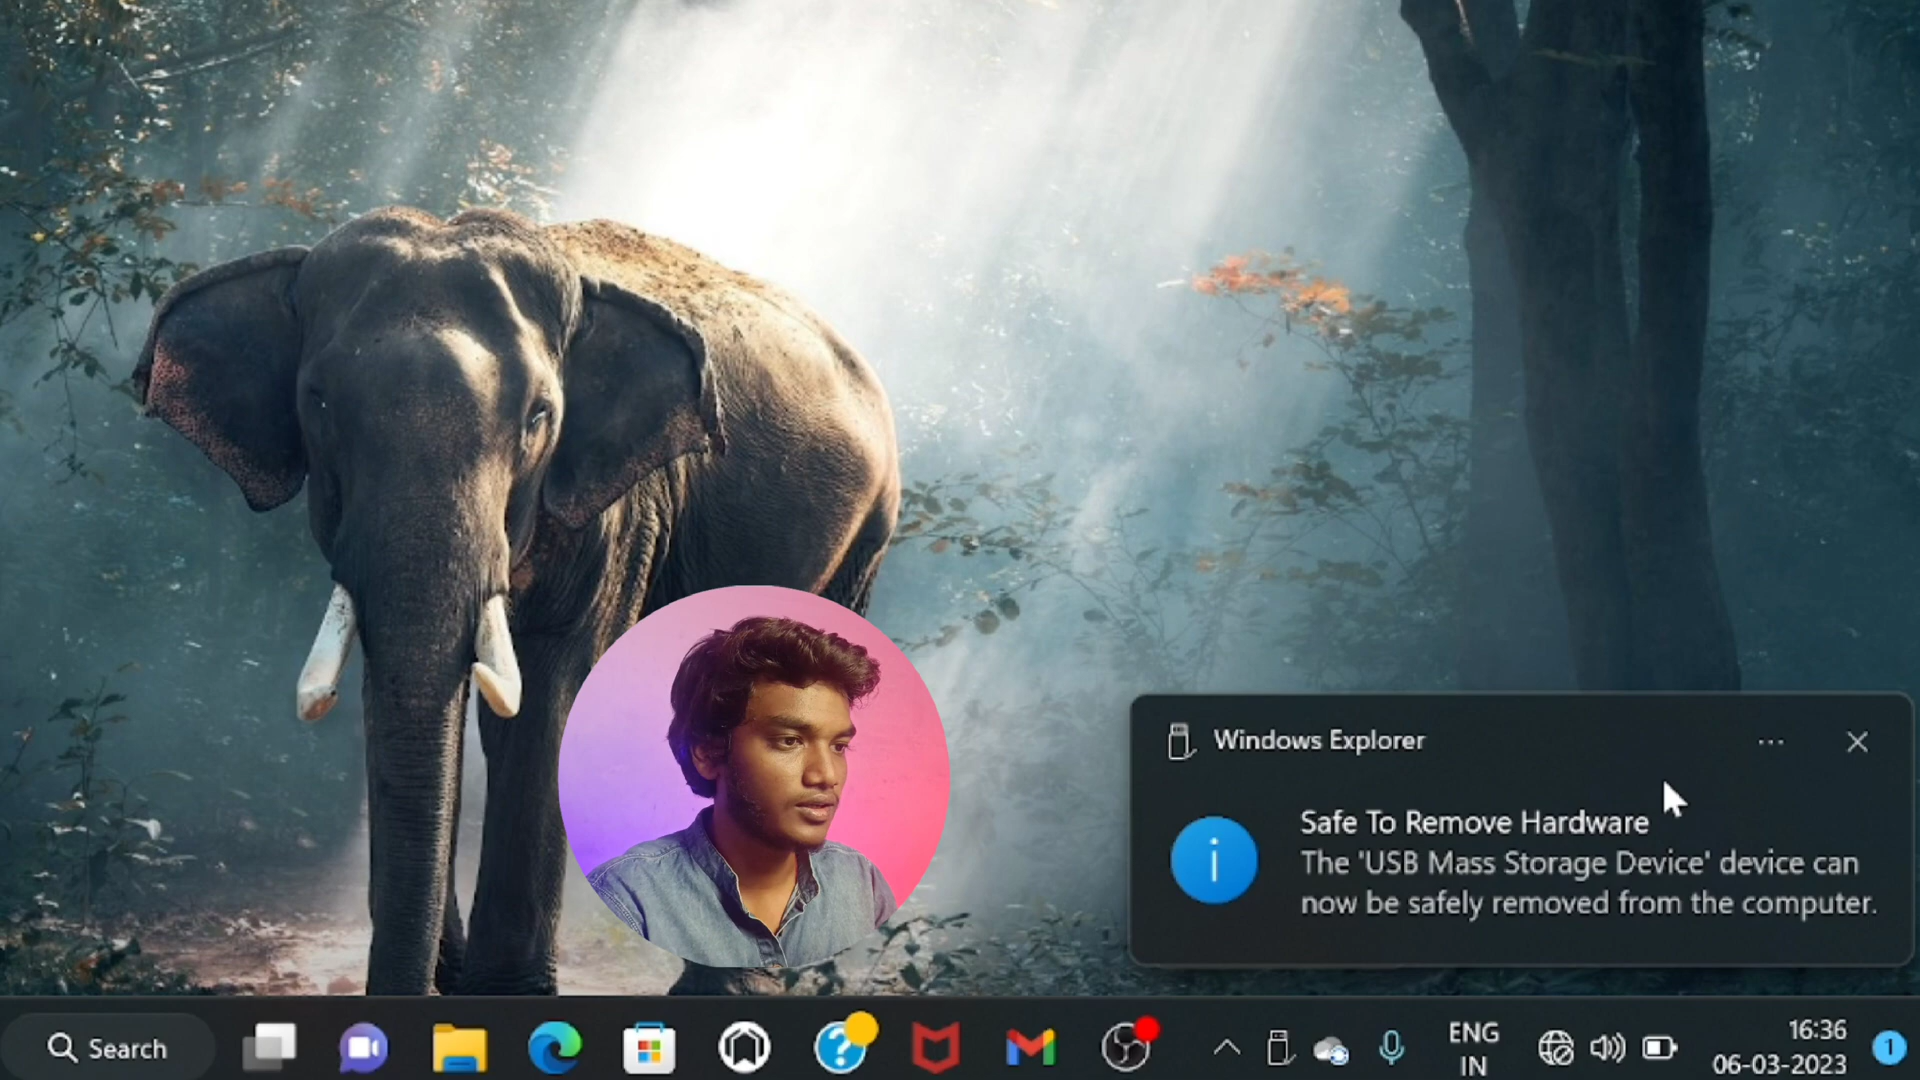 Windows Explorer
Safe To Remove Hardware
The 'USB Mass Storage Device' device can
now be safely removed from the computer.
Search
ENG
IN
16:36
06-03-2023
1